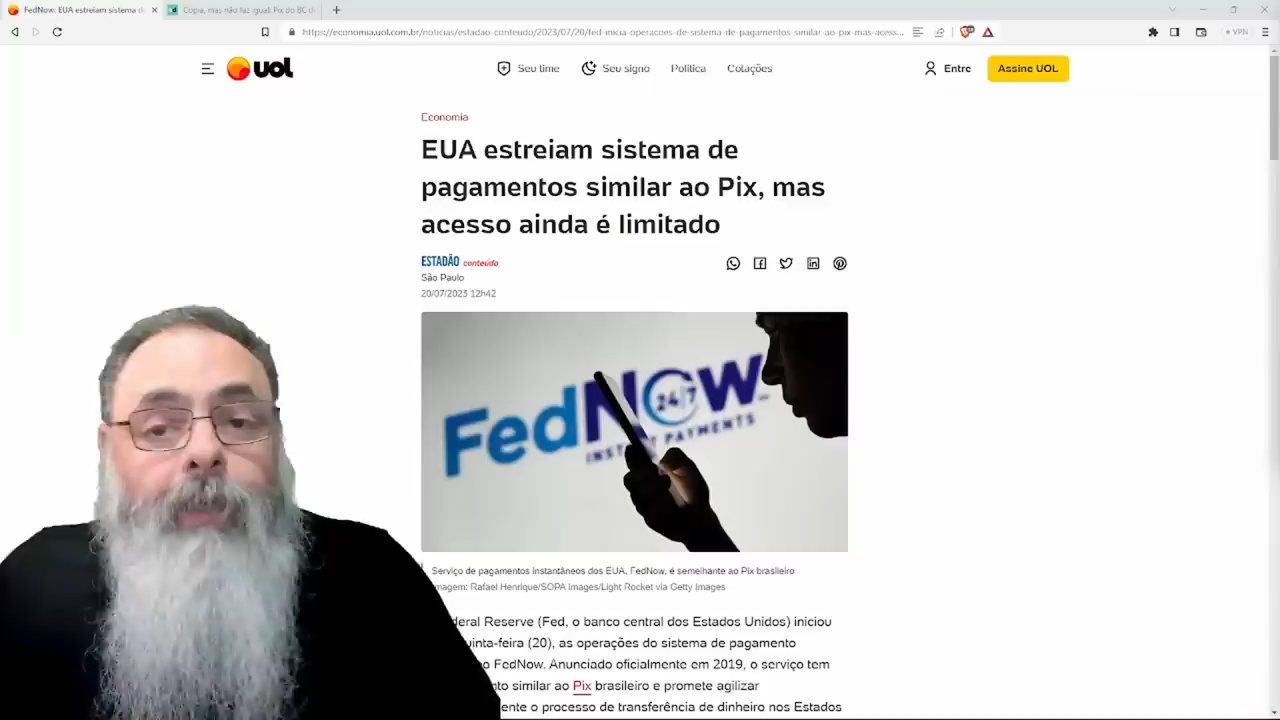 FedNow: EUA estreiam sistema d
Copia, mas não faz igual: Pix do BC d
https://economia.uol.com.br/noticias/estadao-conteudo/2023/07/20/fed-inicia-operacoes-de-sistema-de-pagamentos-similar-ao-pix-mas-acess...
VPN
UOL
Seu time
Seu signo
Política
Cotações
Entre
Assine UOL
Economia
EUA estreiam sistema de
pagamentos similar ao Pix, mas
acesso ainda é limitado
ESTADÃO conteúdo
São Paulo
20/07/2023 12h42
FedNow
24/7
INSTANT PAYMENTS
Serviço de pagamentos instantâneos dos EUA, FedNow, é semelhante ao Pix brasileiro
magem: Rafael Henrique/SOPA Images/Light Rocket via Getty Images
deral Reserve (Fed, o banco central dos Estados Unidos) iniciou
uinta-feira (20), as operações do sistema de pagamento
o FedNow. Anunciado oficialmente em 2019, o serviço tem
nto similar ao Pix brasileiro e promete agilizar
ente o processo de transferência de dinheiro nos Estados